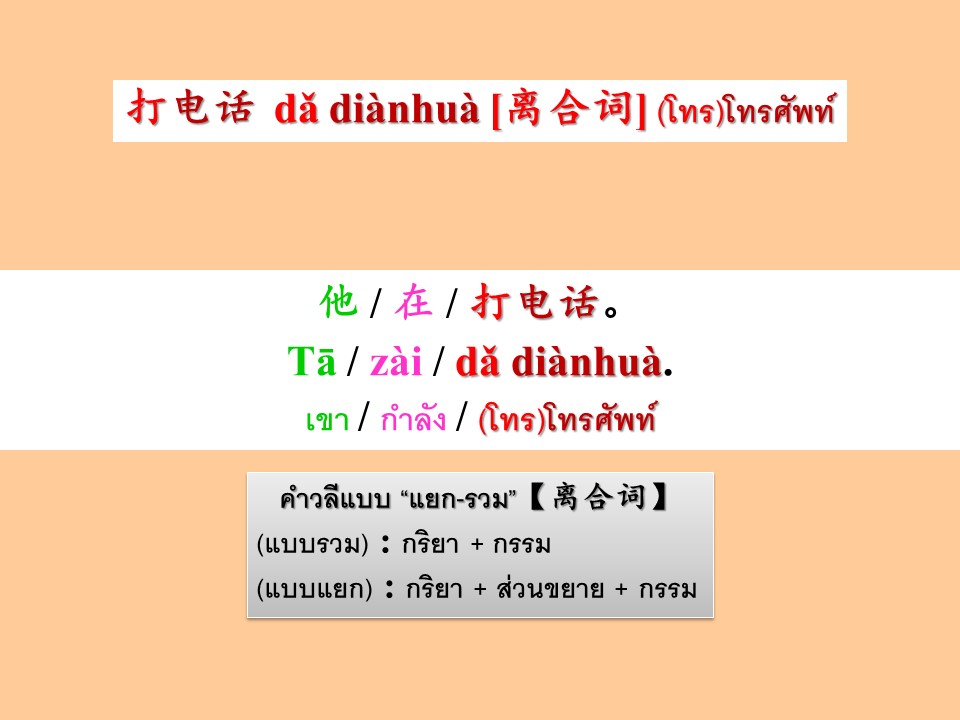 打电话 dǎ diànhuà [离合词] (โทร)โทรศัพท์
他 / 在 / 打电话。
Tā / zài / dǎ diànhuà.
เขา / กำลัง / (โทร)โทรศัพท์
คำวลีแบบ “แยก-รวม”【离合词】
(แบบรวม) : กริยา + กรรม
(แบบแยก) : กริยา + ส่วนขยาย + กรรม